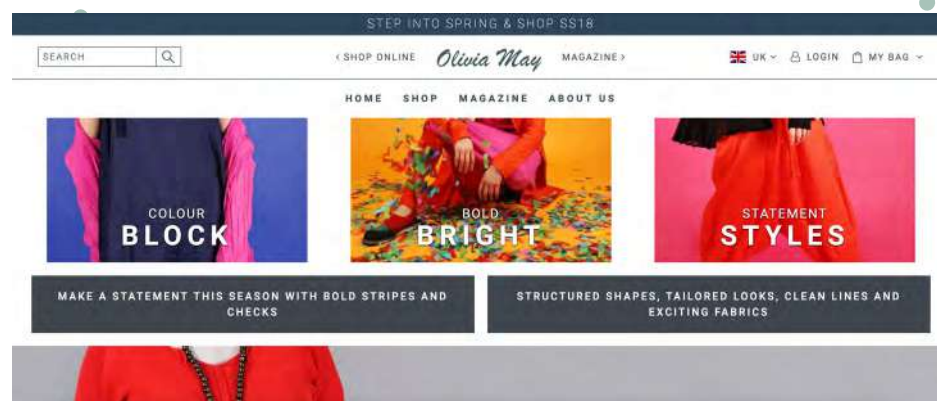 STEP INTO SPRING & SHOP SS18
SEARCH
< SHOP ONLINE
Olivia May
MAGAZINE >
UK
LOGIN
MY BAG
HOME SHOP MAGAZINE ABOUT US
COLOUR
BLOCK
BOLD
BRIGHT
STATEMENT
STYLES
MAKE A STATEMENT THIS SEASON WITH BOLD STRIPES AND
CHECKS
STRUCTURED SHAPES, TAILORED LOOKS, CLEAN LINES AND
EXCITING FABRICS